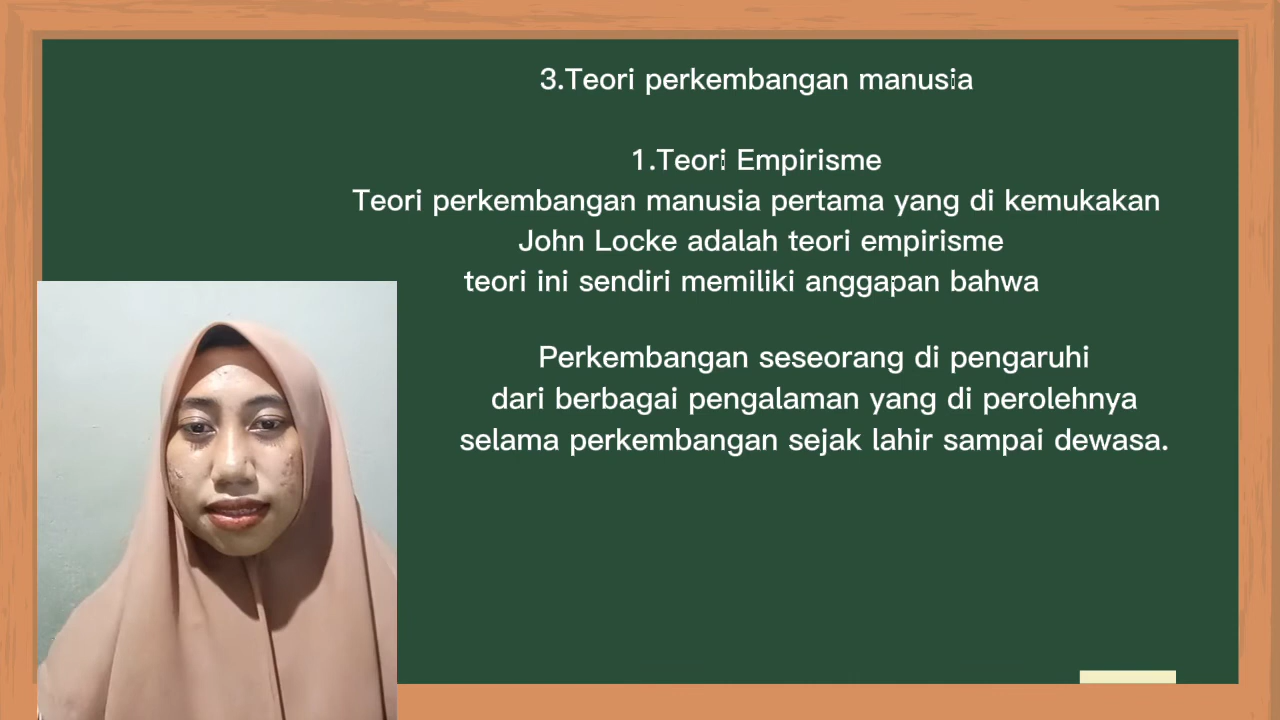 3.Teori perkembangan manusia
1.Teori Empirisme
Teori perkembangan manusia pertama yang di kemukakan
John Locke adalah teori empirisme
teori ini sendiri memiliki anggapan bahwa
Perkembangan seseorang di pengaruhi
dari berbagai pengalaman yang di perolehnya
selama perkembangan sejak lahir sampai dewasa.